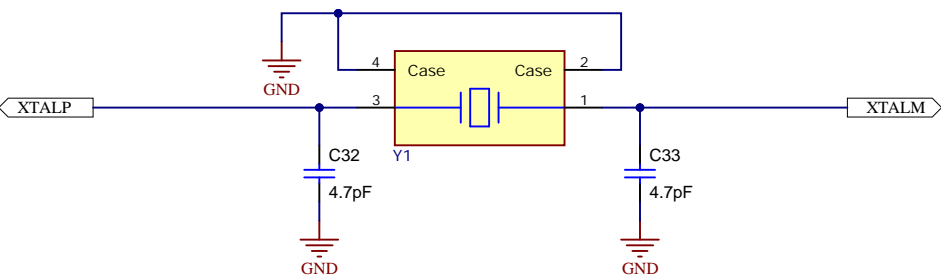 4
Case
Case
2
GND
XTALP
3
1
XTALM
Y1
C32
C33
4.7pF
4.7pF
GND
GND